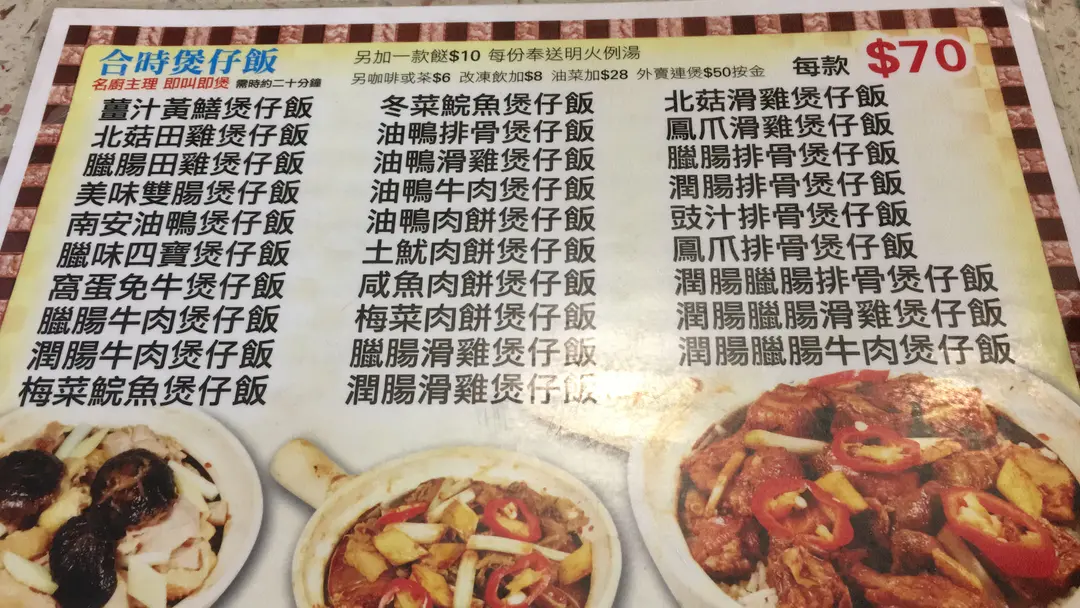 合時煲仔飯
名廚主理 即叫即煲 需時約二十分鐘
另加一款餸$10 每份奉送明火例湯
另咖啡或茶$6 改凍飲加$8 油菜加$28 外賣連煲$50按金
每款 $70
薑汁黃鱔煲仔飯
北菇田雞煲仔飯
臘腸田雞煲仔飯
美味雙腸煲仔飯
南安油鴨煲仔飯
臘味四寶煲仔飯
窩蛋免牛煲仔飯
臘腸牛肉煲仔飯
潤腸牛肉煲仔飯
梅菜鯇魚煲仔飯
冬菜鯇魚煲仔飯
油鴨排骨煲仔飯
油鴨滑雞煲仔飯
油鴨牛肉煲仔飯
油鴨肉餅煲仔飯
土魷肉餅煲仔飯
咸魚肉餅煲仔飯
梅菜肉餅煲仔飯
臘腸滑雞煲仔飯
潤腸滑雞煲仔飯
北菇滑雞煲仔飯
鳳爪滑雞煲仔飯
臘腸排骨煲仔飯
潤腸排骨煲仔飯
豉汁排骨煲仔飯
鳳爪排骨煲仔飯
潤腸臘腸排骨煲仔飯
潤腸臘腸滑雞煲仔飯
潤腸臘腸牛肉煲仔飯